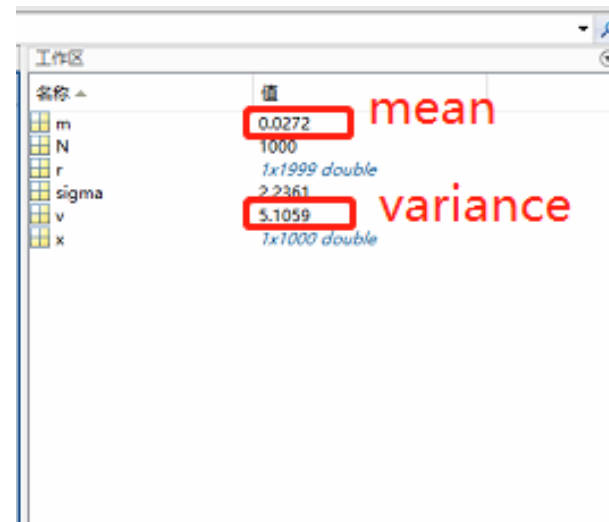 工作区
名称 值
m 0.0272 mean
N 1000
r 1x1999 double
sigma 2.2361
v 5.1059 variance
x 1x1000 double